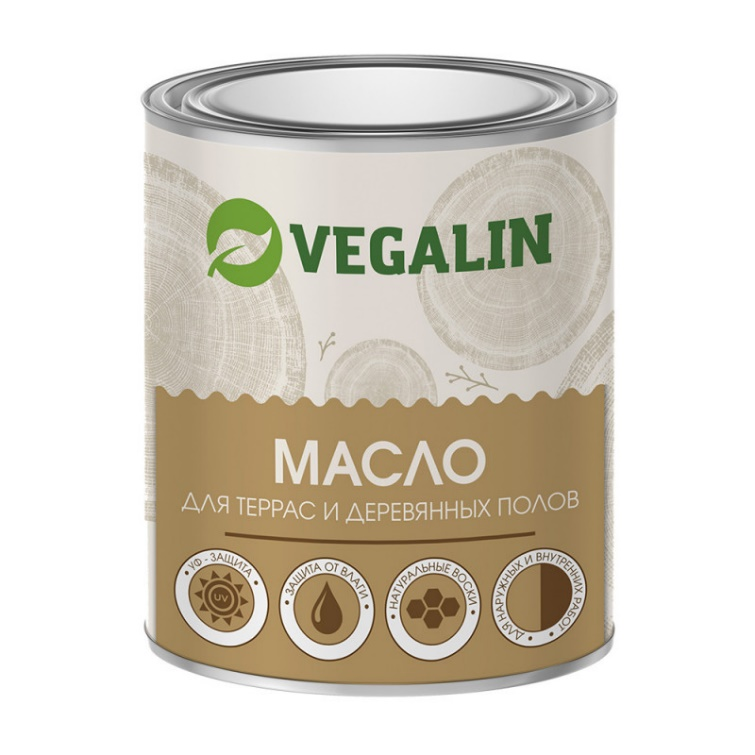 VEGALIN
МАСЛО
ДЛЯ ТЕРРАС И ДЕРЕВЯННЫХ ПОЛОВ
УФ - ЗАЩИТА
UV
ЗАЩИТА ОТ ВЛАГИ
НАТУРАЛЬНЫЕ ВОСКИ
ДЛЯ НАРУЖНЫХ И ВНУТРЕННИХ РАБОТ